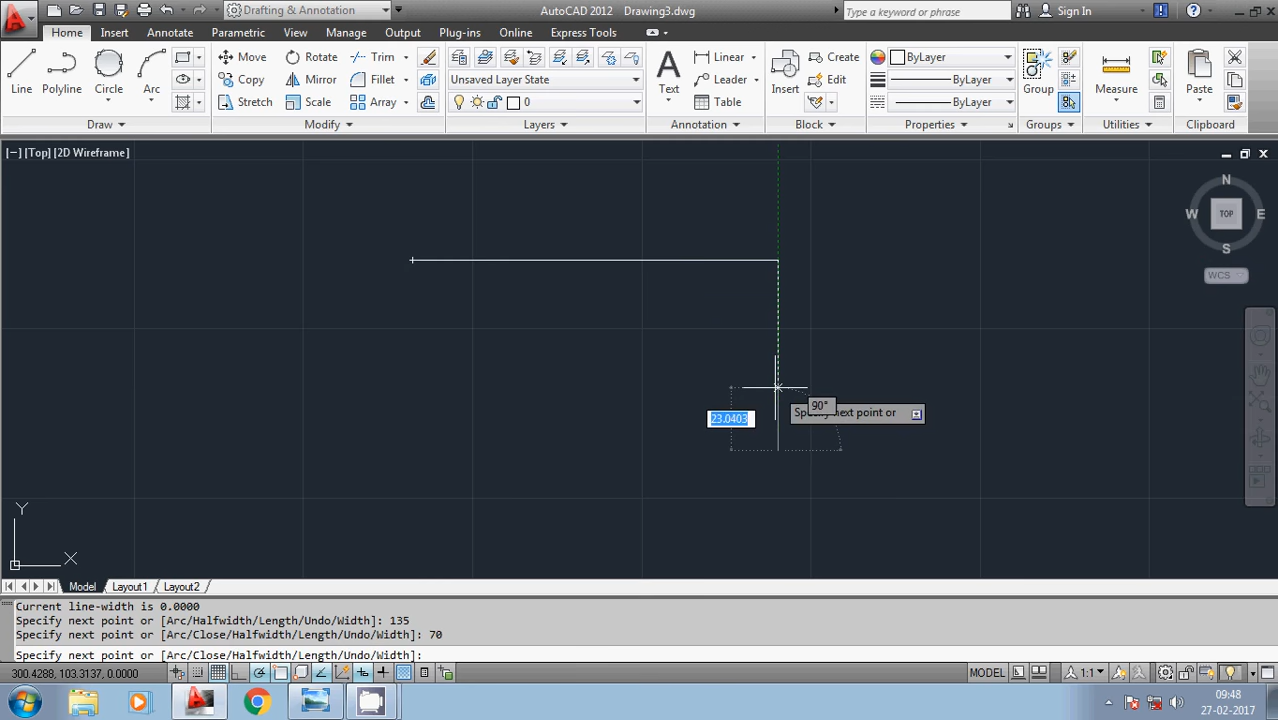 Drafting & Annotation
AutoCAD 2012 Drawing3.dwg
Type a keyword or phrase
Sign In
Home Insert Annotate Parametric View Manage Output Plug-ins Online Express Tools
Line Polyline Circle Arc
Draw
Move Rotate Trim
Copy Mirror Fillet
Stretch Scale Array
Modify
Unsaved Layer State
0
Layers
Text
Linear
Leader
Table
Annotation
Insert
Create
Edit
Block
ByLayer
ByLayer
ByLayer
Properties
Group
Groups
Measure
Utilities
Paste
Clipboard
[−] [Top] [2D Wireframe]
N
W TOP E
S
WCS
90°
23.0403
Specify next point or
Y
X
Model Layout1 Layout2
Current line-width is 0.0000
Specify next point or [Arc/Halfwidth/Length/Undo/Width]: 135
Specify next point or [Arc/Close/Halfwidth/Length/Undo/Width]: 70
Specify next point or [Arc/Close/Halfwidth/Length/Undo/Width]:
300.4288, 103.3137, 0.0000
MODEL
1:1
09:48
27-02-2017